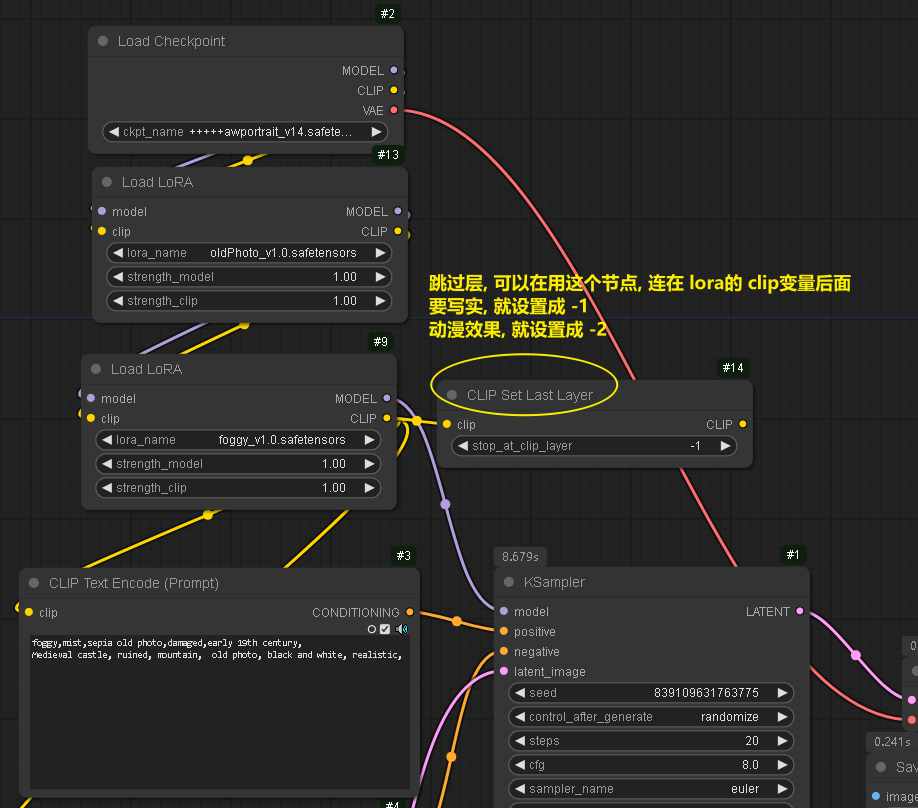 #2
Load Checkpoint
MODEL
CLIP
VAE
ckpt_name +++++awportrait_v14.safete...
#13
Load LoRA
model MODEL
clip CLIP
lora_name oldPhoto_v1.0.safetensors
strength_model 1.00
strength_clip 1.00
跳过层, 可以在用这个节点, 连在 lora的 clip变量后面
要写实, 就设置成 -1
动漫效果, 就设置成 -2
#9
Load LoRA
model MODEL
clip CLIP
lora_name foggy_v1.0.safetensors
strength_model 1.00
strength_clip 1.00
#14
CLIP Set Last Layer
clip CLIP
stop_at_clip_layer -1
#3
CLIP Text Encode (Prompt)
clip CONDITIONING
foggy,mist,sepia old photo,damaged,early 19th century,
Medieval castle, ruined, mountain, old photo, black and white, realistic,
#4
8.679s
#1
KSampler
model LATENT
positive
negative
latent_image
seed 839109631763775
control_after_generate randomize
steps 20
cfg 8.0
sampler_name euler
0
0.241s
Sav
image